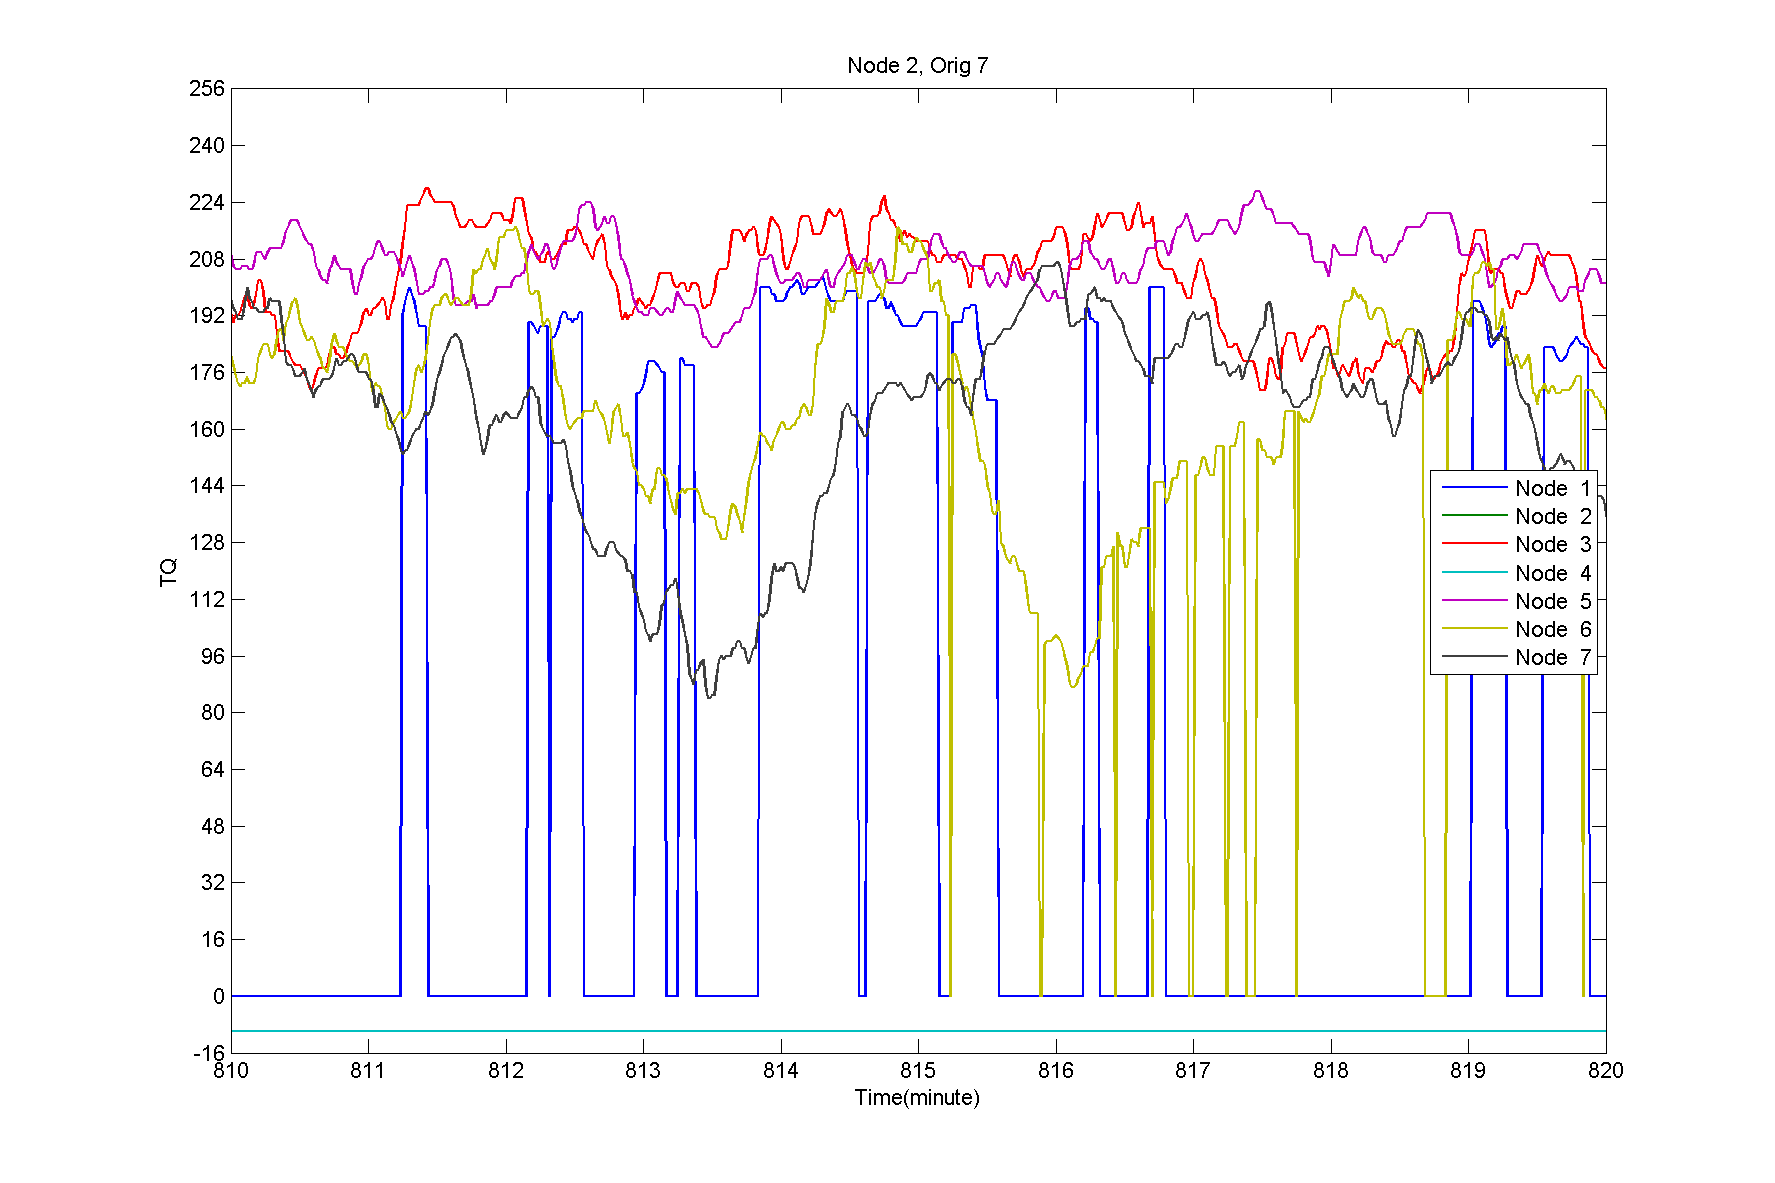 Node 2, Orig 7
256
240
224
208
192
176
160
144
128
112
96
80
64
48
32
16
0
-16
TQ
810 811 812 813 814 815 816 817 818 819 820
Time(minute)
Node 1
Node 2
Node 3
Node 4
Node 5
Node 6
Node 7